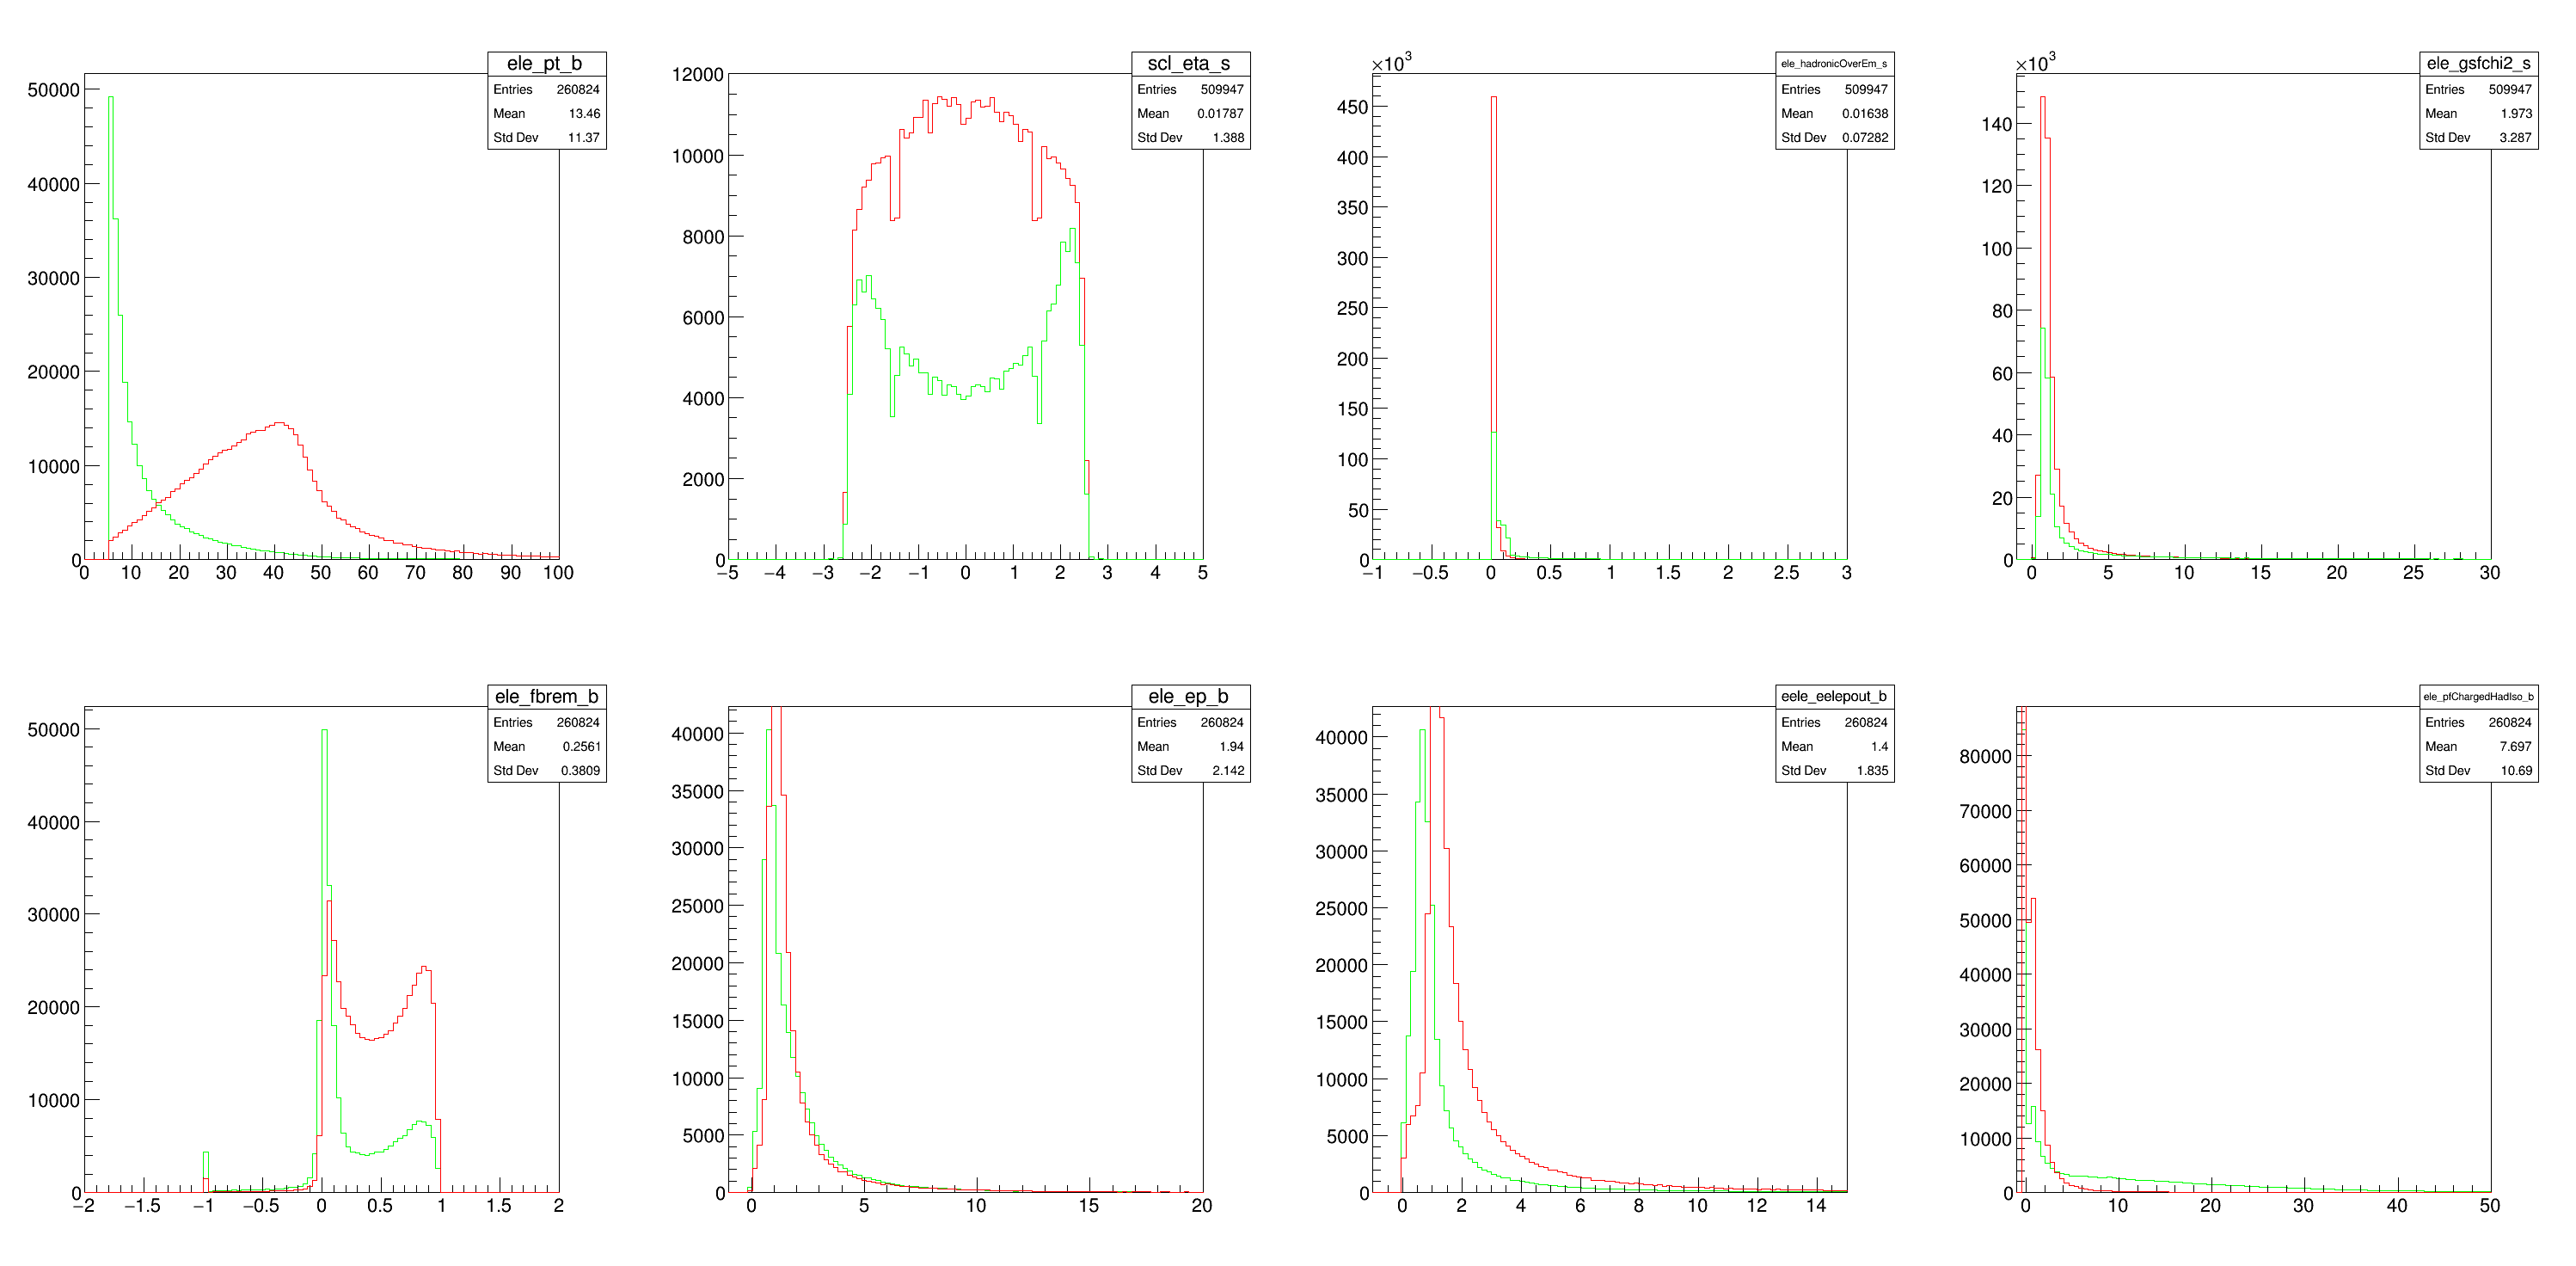 ele_pt_b
Entries 260824
Mean 13.46
Std Dev 11.37
50000
40000
30000
20000
10000
0
0 10 20 30 40 50 60 70 80 90 100
scl_eta_s
Entries 509947
Mean 0.01787
Std Dev 1.388
12000
10000
8000
6000
4000
2000
0
−5 −4 −3 −2 −1 0 1 2 3 4 5
×10³
ele_hadronicOverEm_s
Entries 509947
Mean 0.01638
Std Dev 0.07282
450
400
350
300
250
200
150
100
50
0
−1 −0.5 0 0.5 1 1.5 2 2.5 3
×10³
ele_gsfchi2_s
Entries 509947
Mean 1.973
Std Dev 3.287
140
120
100
80
60
40
20
0
0 5 10 15 20 25 30
ele_fbrem_b
Entries 260824
Mean 0.2561
Std Dev 0.3809
50000
40000
30000
20000
10000
0
−2 −1.5 −1 −0.5 0 0.5 1 1.5 2
ele_ep_b
Entries 260824
Mean 1.94
Std Dev 2.142
40000
35000
30000
25000
20000
15000
10000
5000
0
0 5 10 15 20
eele_eelepout_b
Entries 260824
Mean 1.4
Std Dev 1.835
40000
35000
30000
25000
20000
15000
10000
5000
0
0 2 4 6 8 10 12 14
ele_pfChargedHadIso_b
Entries 260824
Mean 7.697
Std Dev 10.69
80000
70000
60000
50000
40000
30000
20000
10000
0
0 10 20 30 40 50